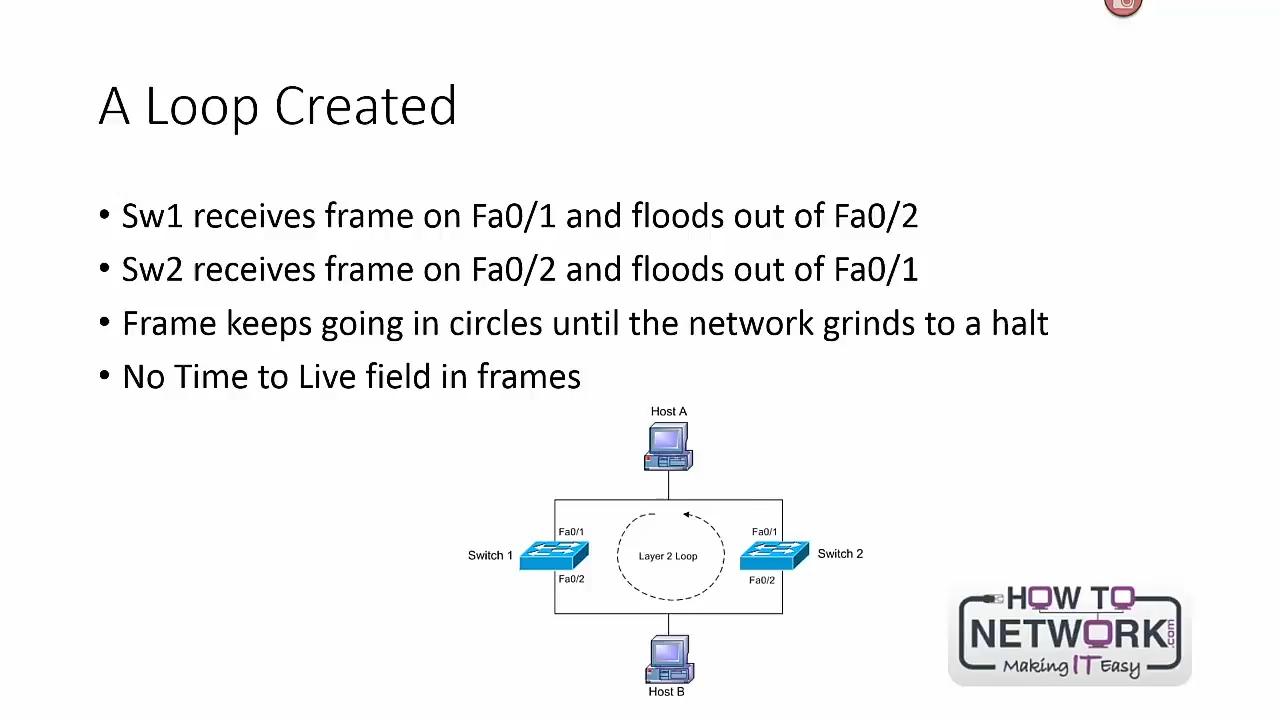 A Loop Created
• Sw1 receives frame on Fa0/1 and floods out of Fa0/2
• Sw2 receives frame on Fa0/2 and floods out of Fa0/1
• Frame keeps going in circles until the network grinds to a halt
• No Time to Live field in frames
Host A
Fa0/1
Fa0/1
Switch 1
Layer 2 Loop
Switch 2
Fa0/2
Fa0/2
Host B
HOW TO
NETWORK.com
Making IT Easy